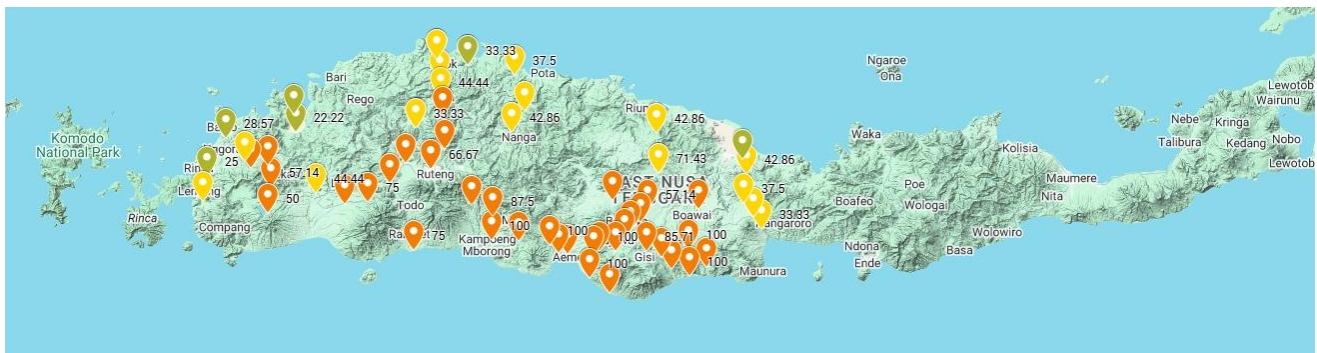 Ngaroe
Ona
33.33
37.5
Pota
Bari
44.44
Rego
Lewotob
Wairunu
Nebe
Kringa
Talibura
Kedang
Nobo
Lewotob
22.22
33.33
28.57
42.86
Nanga
42.86
Waka
Kolisia
Komodo
National Park
25
66.67
71.43
42.86
57.14
44.44
75
Ruteng
Maumere
Nita
Rinca
50
Todo
87.5
57.14
37.5
Poe
Wologai
Boafeo
Compang
75
100
Boawai
33.33
Kampoeng
Mborong
100
100
85.71
100
Wolowiro
Basa
Ndona
Ende
Gisi
100
100
Maunura